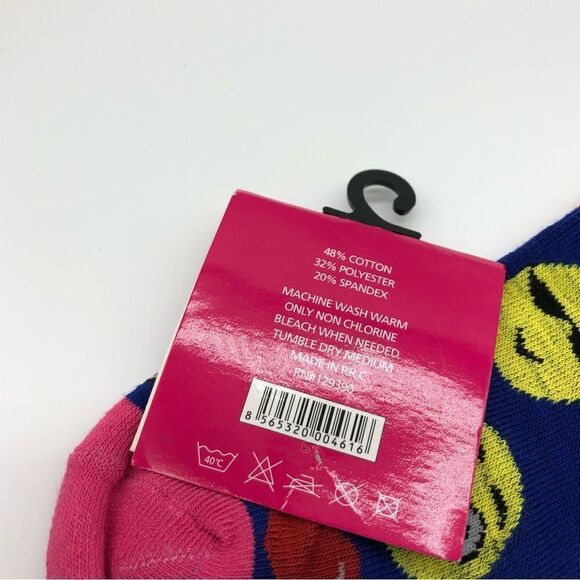 48% COTTON
32% POLYESTER
20% SPANDEX
MACHINE WASH WARM
ONLY NON CHLORINE
BLEACH WHEN NEEDED
TUMBLE DRY MEDIUM
MADE IN P.R.C
RN# 129390
8 565320 004616
40°C